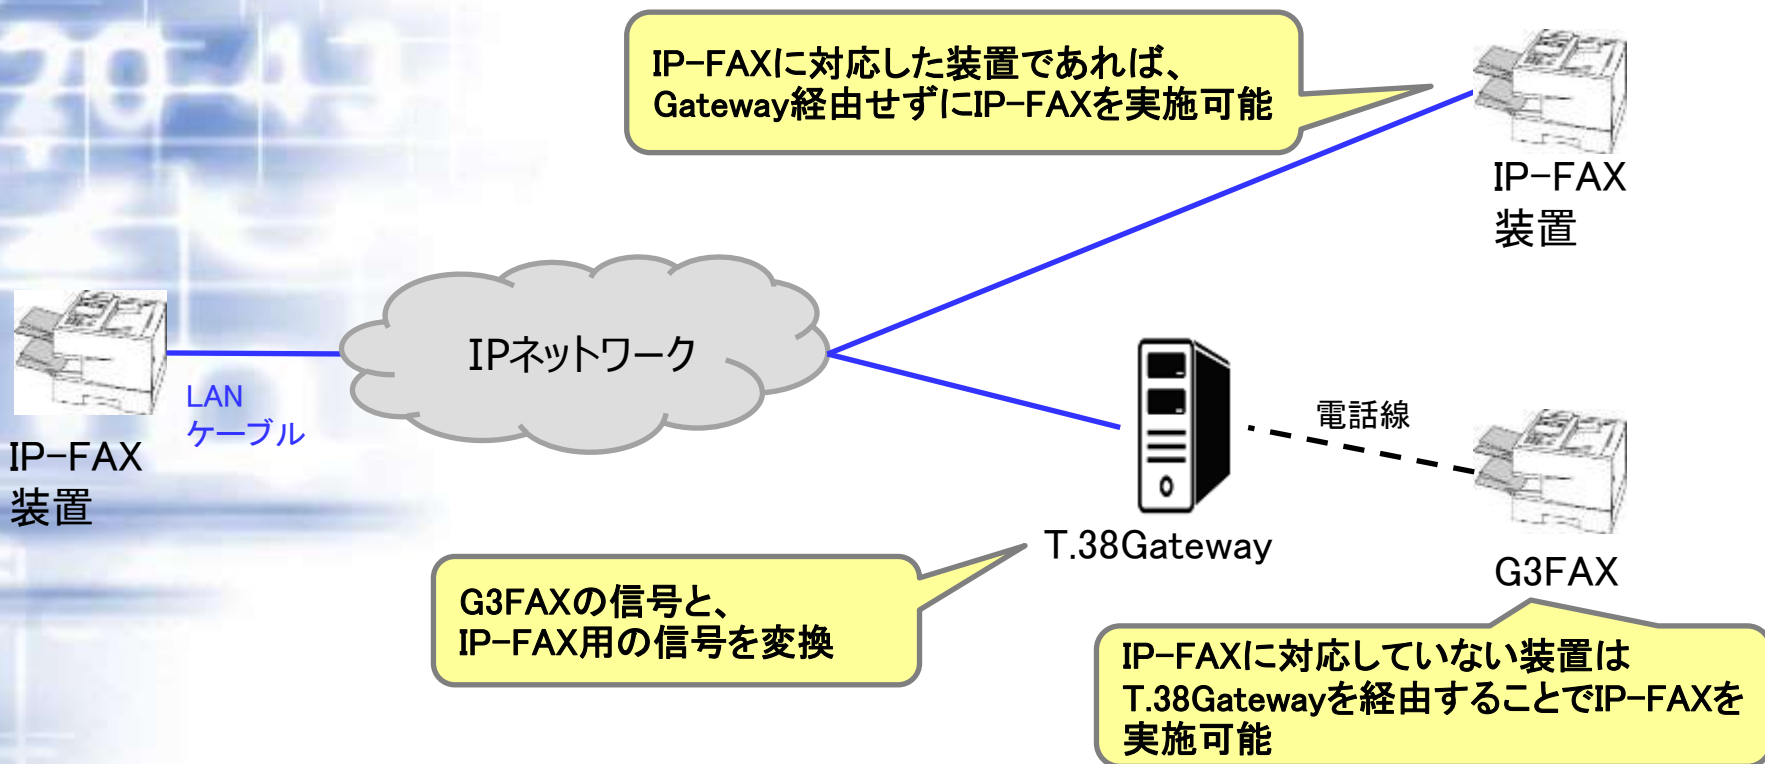 IP-FAXに対応した装置であれば、
Gateway経由せずにIP-FAXを実施可能
IP-FAX
装置
IPネットワーク
LAN
ケーブル
IP-FAX
装置
電話線
T.38Gateway
G3FAX
G3FAXの信号と、
IP-FAX用の信号を変換
IP-FAXに対応していない装置は
T.38Gatewayを経由することでIP-FAXを
実施可能